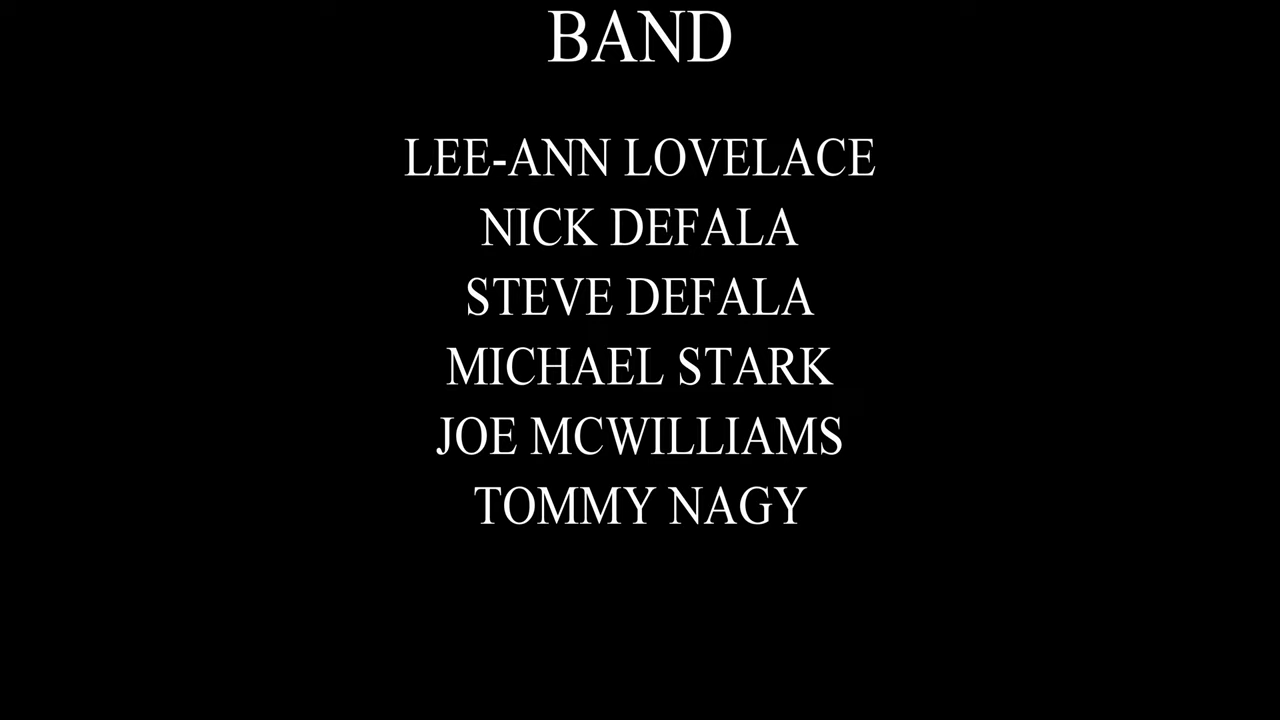 BAND
LEE-ANN LOVELACE
NICK DEFALA
STEVE DEFALA
MICHAEL STARK
JOE MCWILLIAMS
TOMMY NAGY